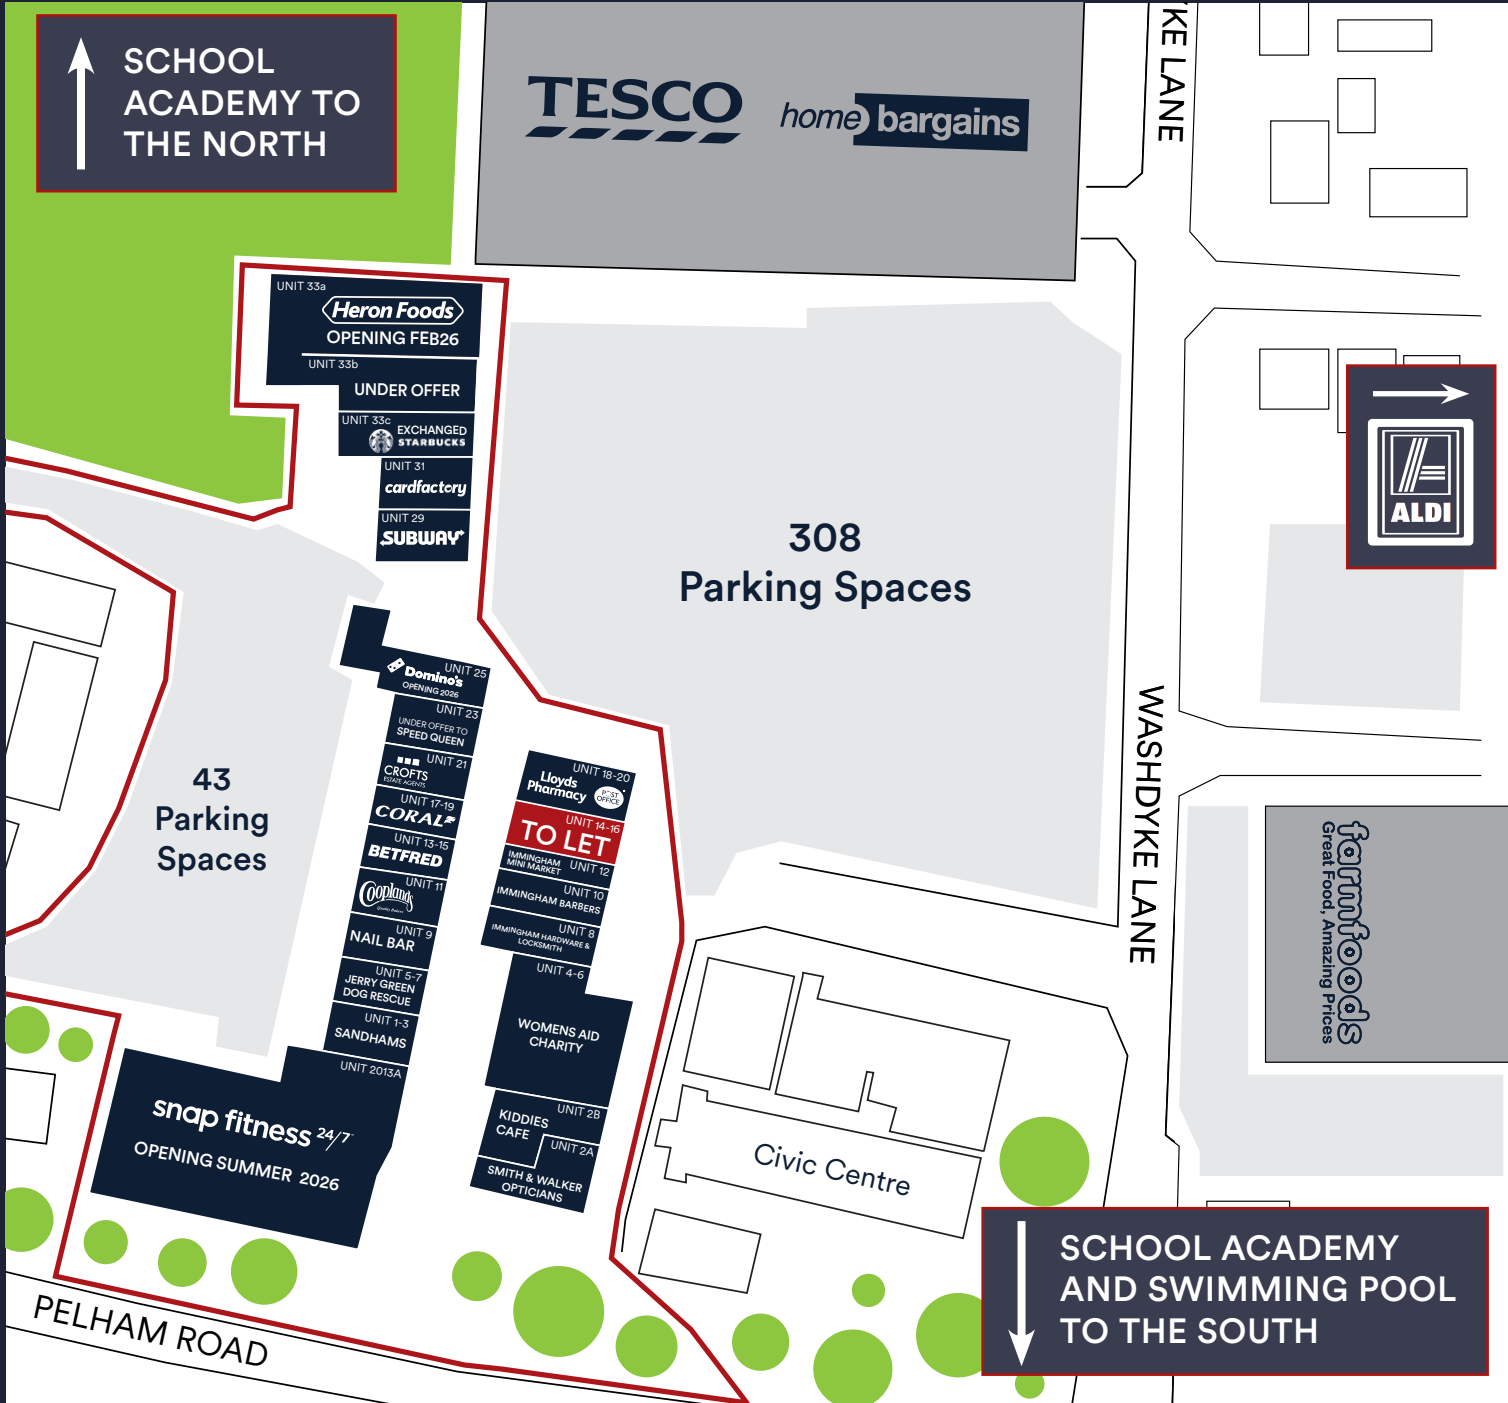 SCHOOL
ACADEMY TO
THE NORTH
TESCO
home bargains
KE LANE
UNIT 33a
Heron Foods
OPENING FEB26
UNIT 33b
UNDER OFFER
UNIT 33c
EXCHANGED
STARBUCKS
UNIT 31
cardfactory
UNIT 29
SUBWAY
308
Parking Spaces
ALDI
43
Parking
Spaces
UNIT 25
Domino's
OPENING 2026
UNIT 23
UNDER OFFER TO
SPEED QUEEN
UNIT 21
CROFTS
ESTATE AGENTS
UNIT 17-19
CORAL
UNIT 13-15
BETFRED
UNIT 11
Cooplands
UNIT 9
NAIL BAR
UNIT 5-7
JERRY GREEN
DOG RESCUE
UNIT 1-3
SANDHAMS
UNIT 2013A
snap fitness 24/7
OPENING SUMMER 2026
UNIT 18-20
Lloyds
Pharmacy
POST
OFFICE
UNIT 14-16
TO LET
UNIT 12
IMMINGHAM
MINI MARKET
UNIT 10
IMMINGHAM BARBERS
UNIT 8
IMMINGHAM HARDWARE &
LOCKSMITH
UNIT 4-6
WOMENS AID
CHARITY
UNIT 2B
KIDDIES
CAFE
UNIT 2A
SMITH & WALKER
OPTICIANS
WASHDYKE LANE
farmfoods
Great Food, Amazing Prices
Civic Centre
SCHOOL ACADEMY
AND SWIMMING POOL
TO THE SOUTH
PELHAM ROAD